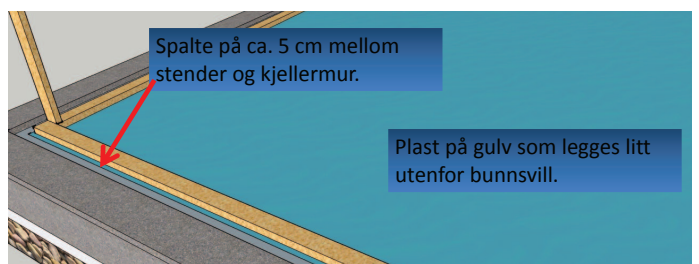 Spalte på ca. 5 cm mellom
stender og kjellermur.
Plast på gulv som legges litt
utenfor bunnsvill.